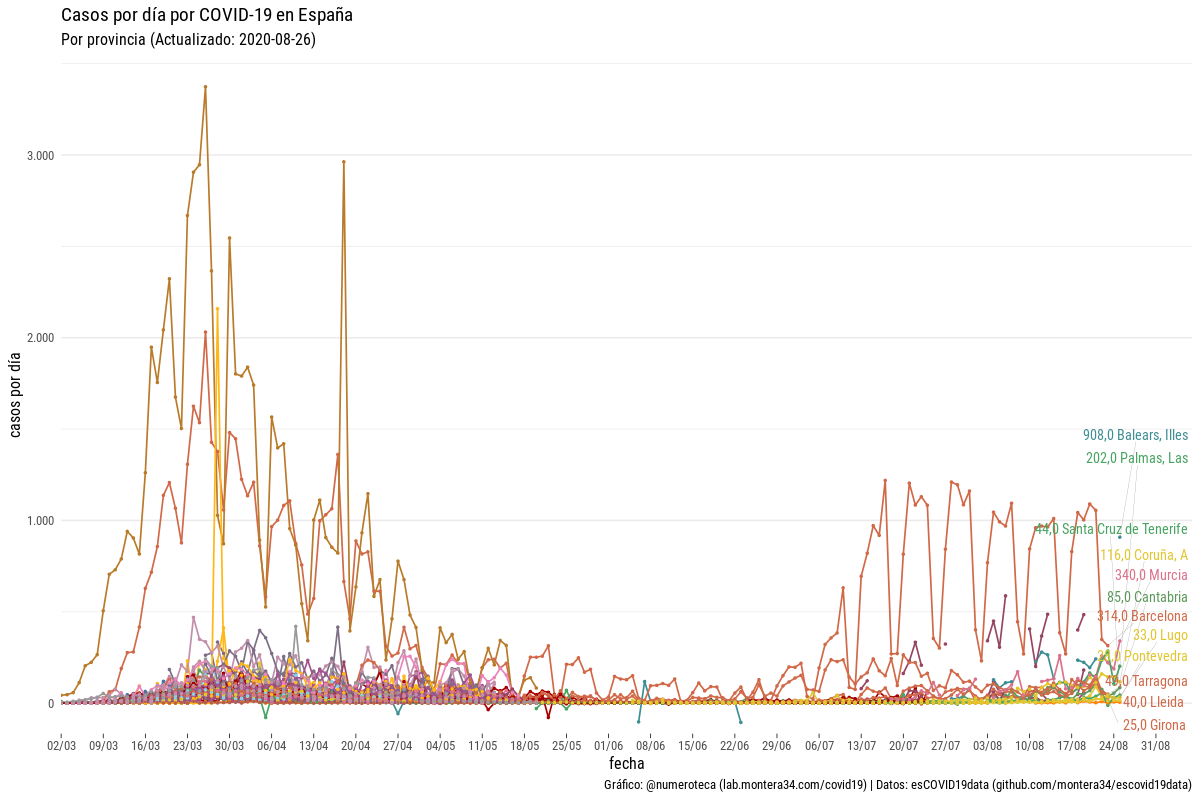 Casos por día por COVID-19 en España
Por provincia (Actualizado: 2020-08-26)
casos por día
3.000
2.000
1.000
0
908,0 Balears, Illes
202,0 Palmas, Las
44,0 Santa Cruz de Tenerife
116,0 Coruña, A
340,0 Murcia
85,0 Cantabria
314,0 Barcelona
33,0 Lugo
Pontevedra
Tarragona
40,0 Lleida
25,0 Girona
02/03 09/03 16/03 23/03 30/03 06/04 13/04 20/04 27/04 04/05 11/05 18/05 25/05 01/06 08/06 15/06 22/06 29/06 06/07 13/07 20/07 27/07 03/08 10/08 17/08 24/08 31/08
fecha
Gráfico: @numeroteca (lab.montera34.com/covid19) | Datos: esCOVID19data (github.com/montera34/escovid19data)